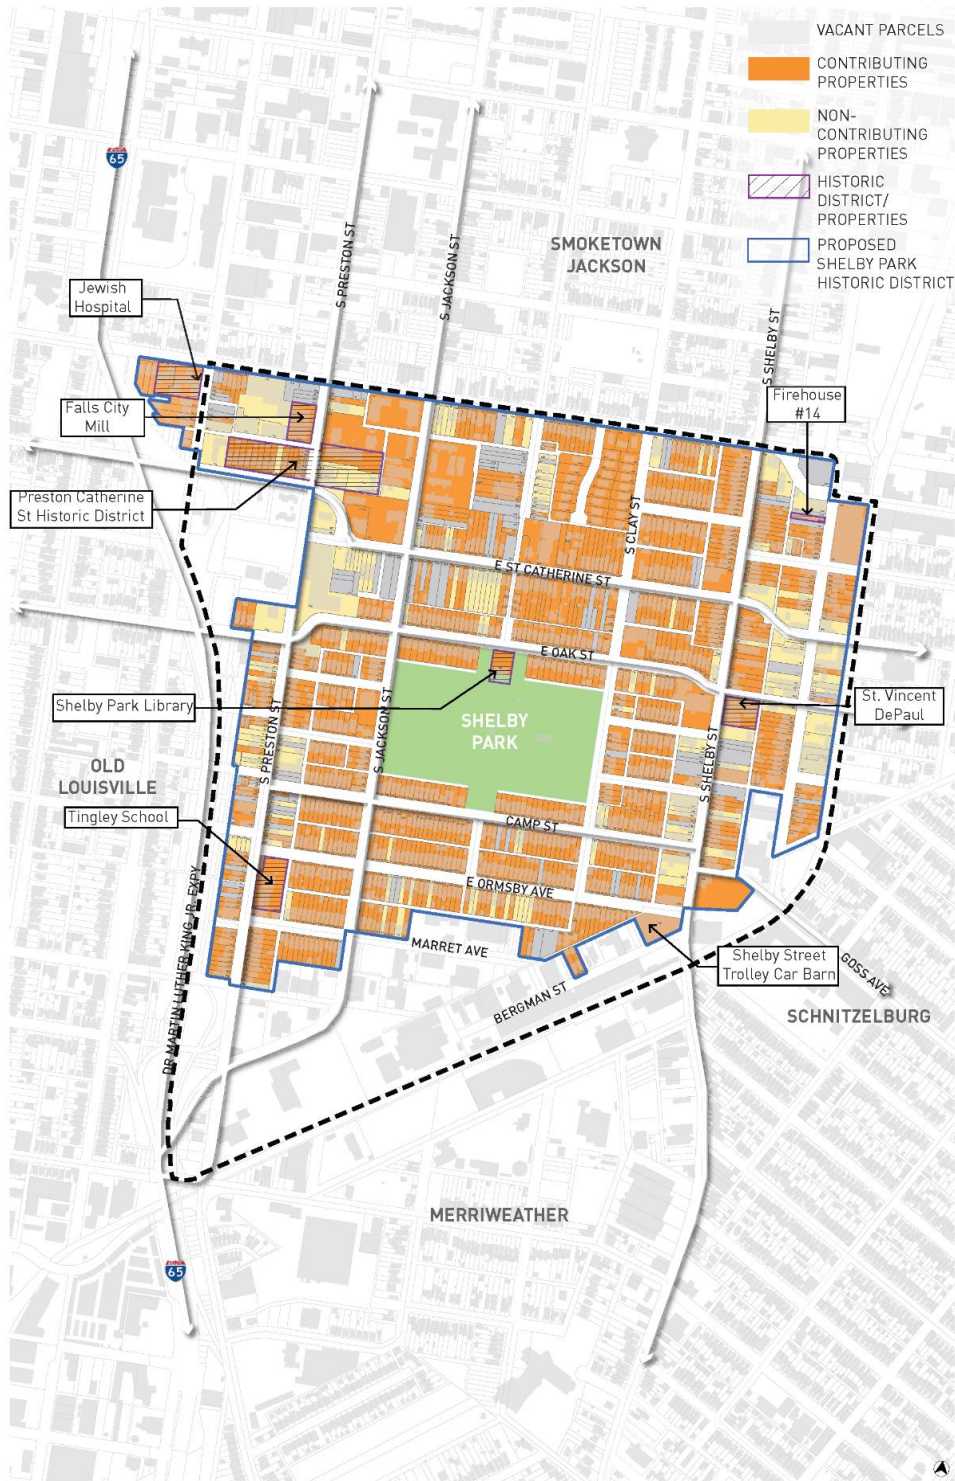 VACANT PARCELS
CONTRIBUTING
PROPERTIES
NON-
CONTRIBUTING
PROPERTIES
HISTORIC
DISTRICT/
PROPERTIES
PROPOSED
SHELBY PARK
HISTORIC DISTRICT
65
S PRESTON ST
S JACKSON ST
SMOKETOWN
JACKSON
S SHELBY ST
Jewish
Hospital
Falls City
Mill
Firehouse
#14
Preston Catherine
St Historic District
S CLAY ST
E ST CATHERINE ST
E OAK ST
Shelby Park Library
SHELBY
PARK
St. Vincent
DePaul
S PRESTON ST
S JACKSON ST
S SHELBY ST
OLD
LOUISVILLE
Tingley School
CAMP ST
E ORMSBY AVE
DR MARTIN LUTHER KING JR. EXPY
MARRET AVE
Shelby Street
Trolley Car Barn
GOSS AVE
BERGMAN ST
SCHNITZELBURG
MERRIWEATHER
65